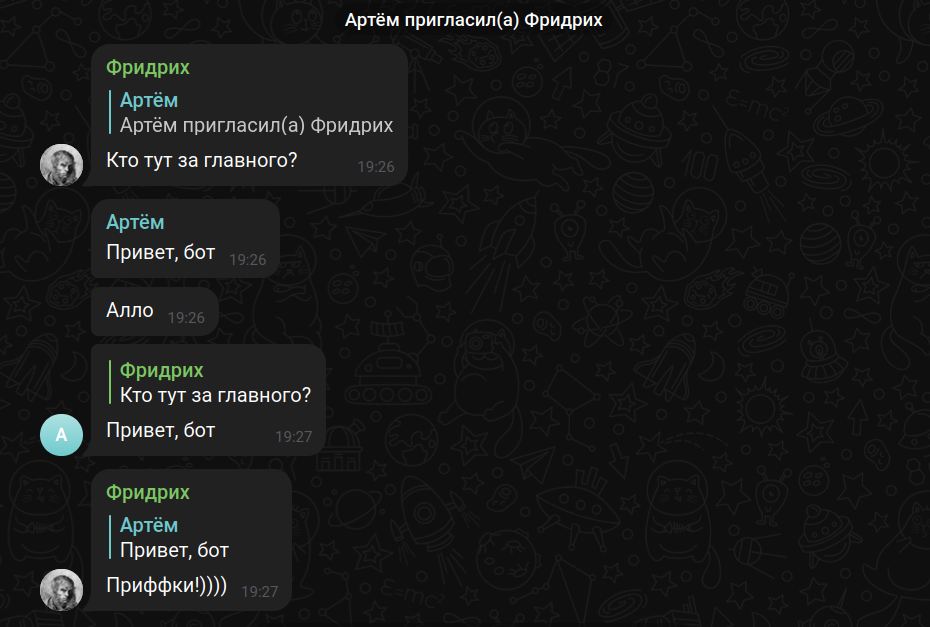 Артём пригласил(а) Фридрих
Фридрих
Артём
Артём пригласил(а) Фридрих
Кто тут за главного?
19:26
Артём
Привет, бот
19:26
Алло
19:26
Фридрих
Кто тут за главного?
Привет, бот
19:27
А
Фридрих
Артём
Привет, бот
Приффки!))))
19:27